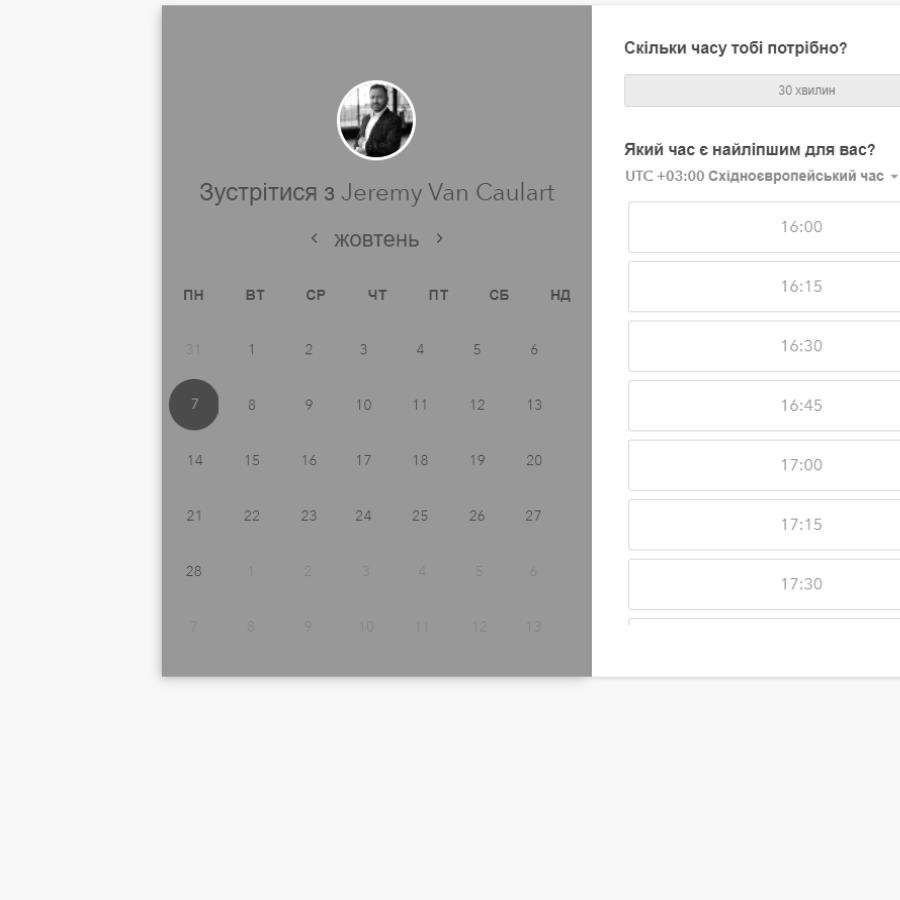 Зустрітися з Jeremy Van Caulart
жовтень
ПН ВТ СР ЧТ ПТ СБ НД
31 1 2 3 4 5 6
7 8 9 10 11 12 13
14 15 16 17 18 19 20
21 22 23 24 25 26 27
28 1 2 3 4 5 6
7 8 9 10 11 12 13
Скільки часу тобі потрібно?
30 хвилин
Який час є найліпшим для вас?
UTC +03:00 Східноєвропейський час
16:00
16:15
16:30
16:45
17:00
17:15
17:30